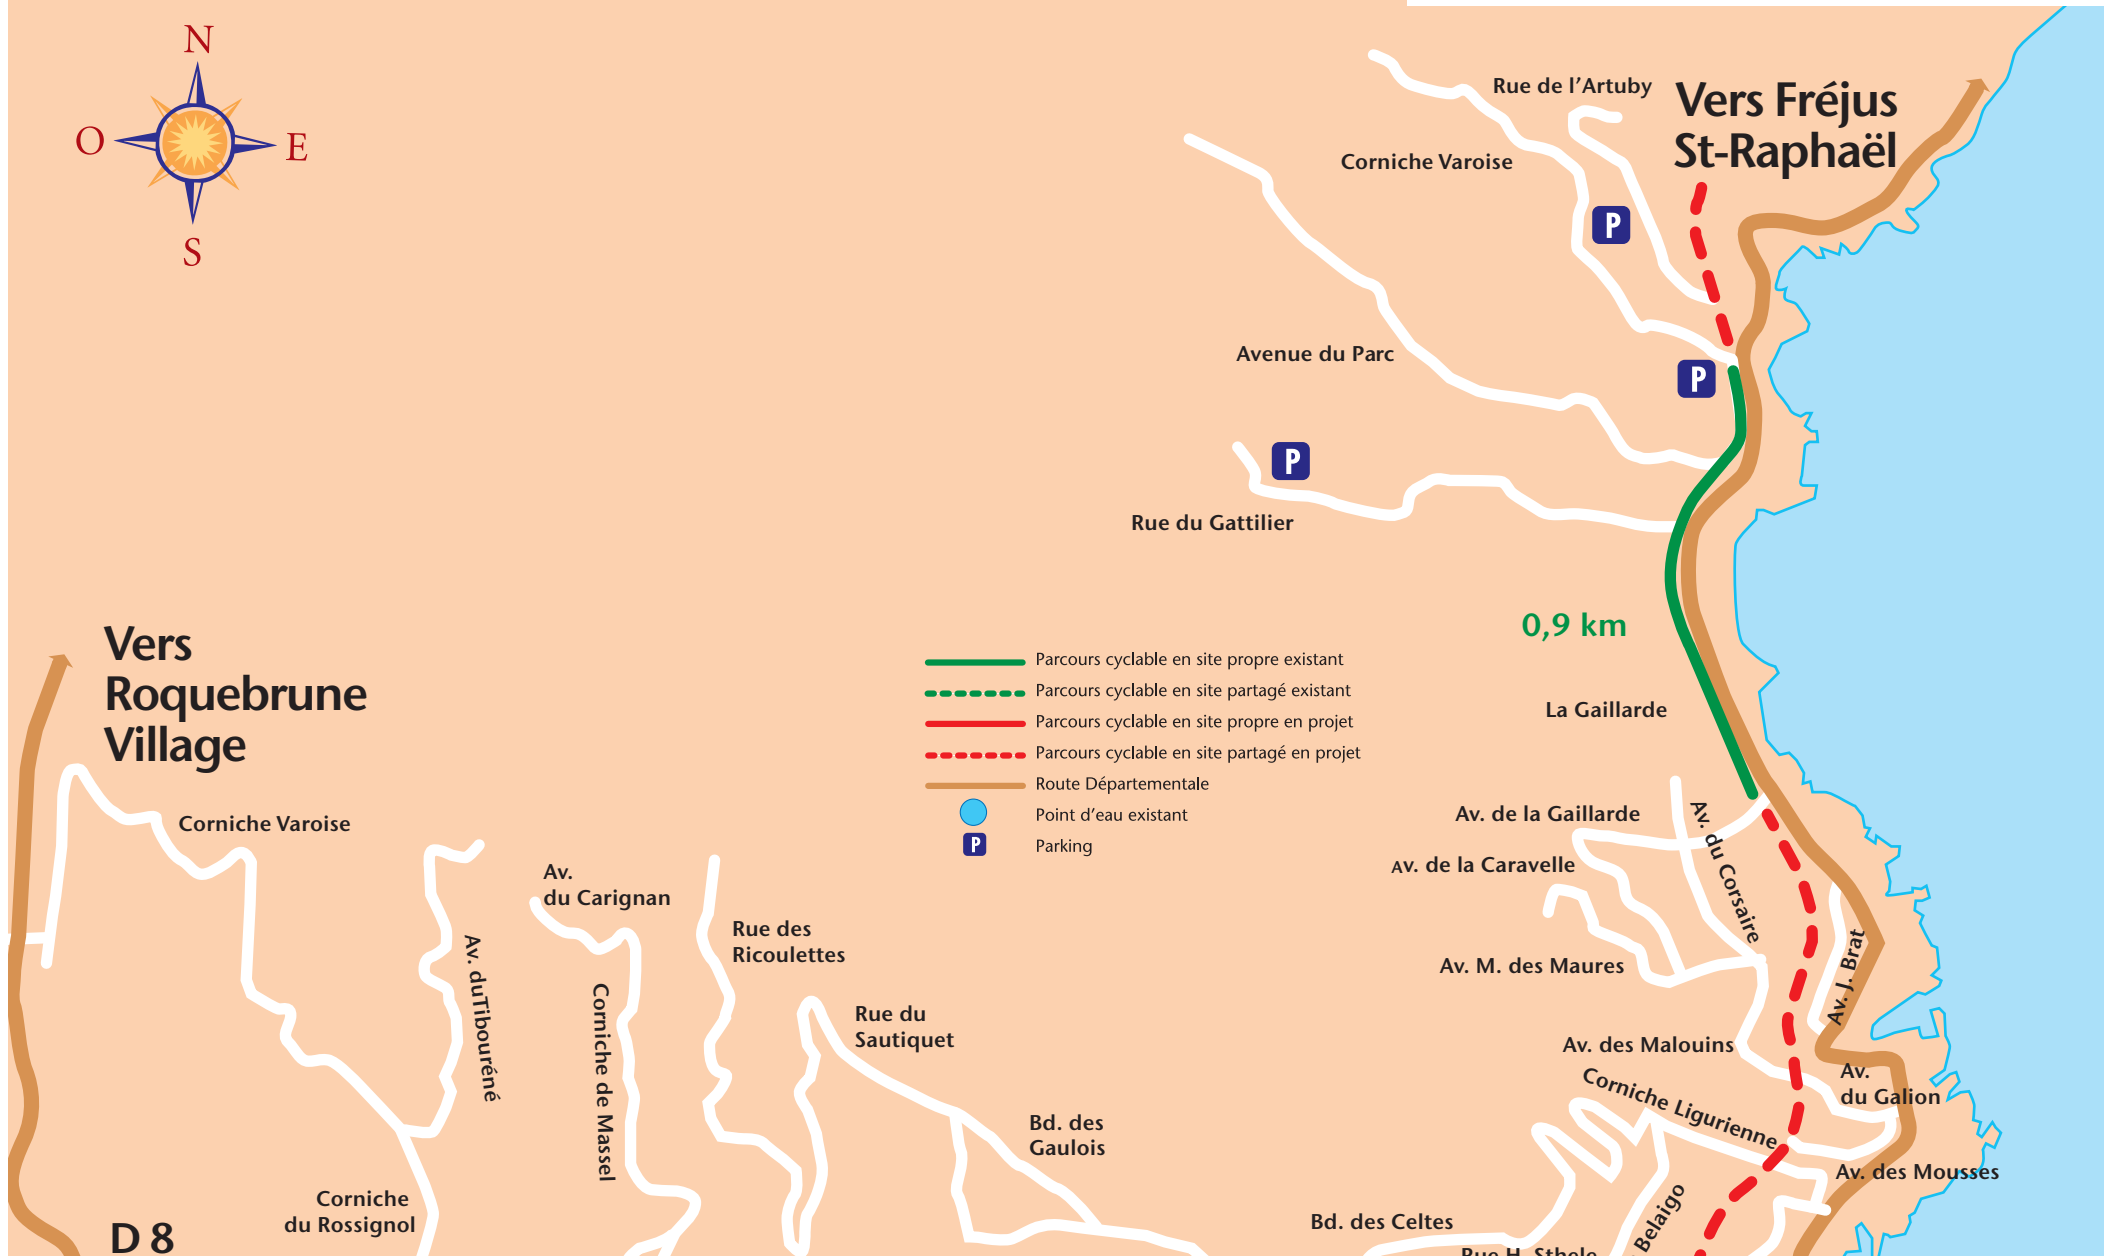 N
O
E
S
Rue de l'Artuby
Vers Fréjus
St-Raphaël
Corniche Varoise
P
Avenue du Parc
P
P
Rue du Gattilier
0,9 km
Vers
Roquebrune
Village
Parcours cyclable en site propre existant
Parcours cyclable en site partagé existant
Parcours cyclable en site propre en projet
Parcours cyclable en site partagé en projet
Route Départementale
Point d'eau existant
P Parking
La Gaillarde
Corniche Varoise
Av. de la Gaillarde
Av. du Corsaire
Av. de la Caravelle
Av.
du Carignan
Rue des
Ricoulettes
Av. duTibouréné
Corniche de Massel
Av. M. des Maures
Av. J. Brat
Rue du
Sautiquet
Av. des Malouins
Av.
du Galion
Corniche Ligurienne
Bd. des
Gaulois
Av. des Mousses
Corniche
du Rossignol
Bd. des Celtes
Belaigo
D 8
Rue H. Sthele